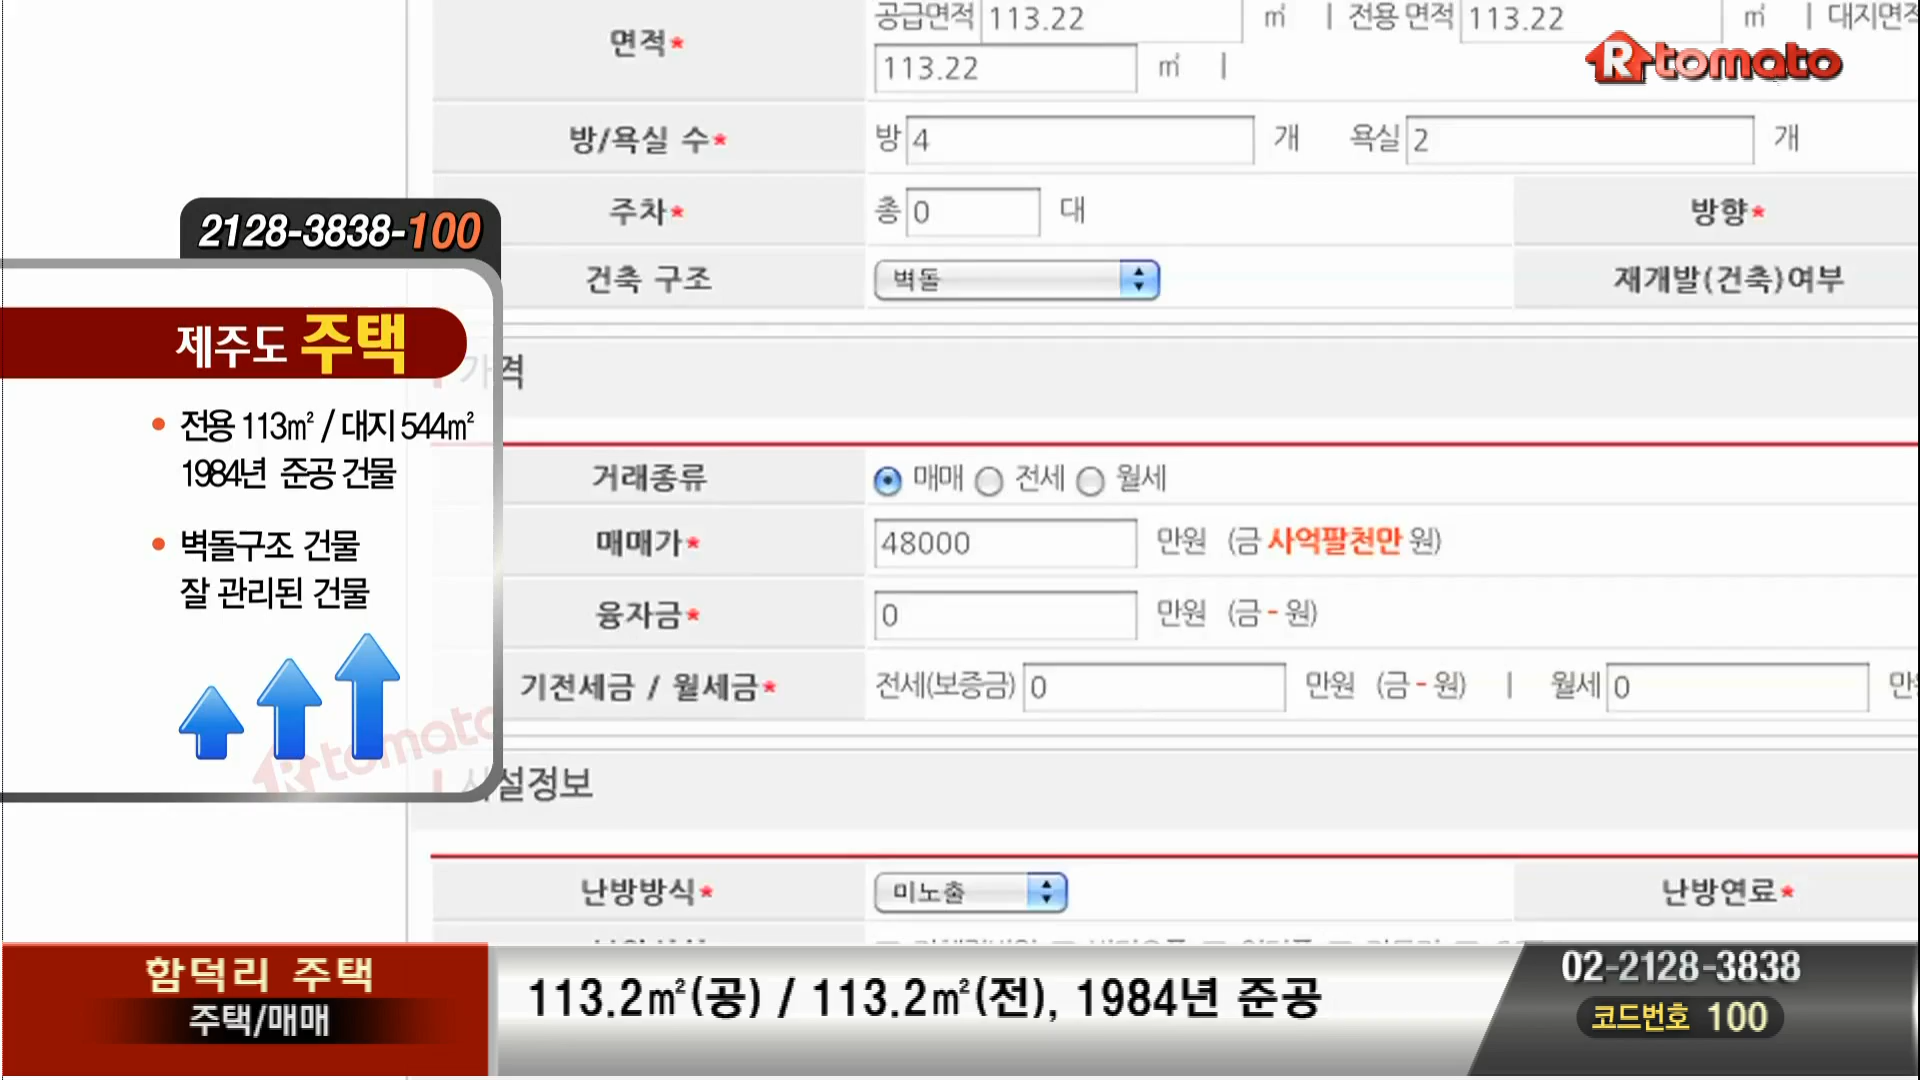 면적* 공급면적 113.22 ㎡ | 전용 면적 113.22 ㎡ | 대지면적
113.22 ㎡ |
Rtomato
방/욕실 수* 방 4 개 욕실 2 개
주차* 총 0 대 방향*
건축 구조 벽돌 재개발(건축)여부
2128-3838-100
제주도 주택
• 전용 113㎡ / 대지 544㎡
1984년 준공 건물
• 벽돌구조 건물
잘 관리된 건물
Rtomato
가격
거래종류 매매 전세 월세
매매가* 48000 만원 (금 사억팔천만 원)
융자금* 0 만원 (금 - 원)
기전세금 / 월세금* 전세(보증금) 0 만원 (금 - 원) | 월세 0 만원
시설정보
난방방식* 미노출 난방연료*
함덕리 주택
주택/매매
113.2㎡(공) / 113.2㎡(전), 1984년 준공
02-2128-3838
코드번호 100